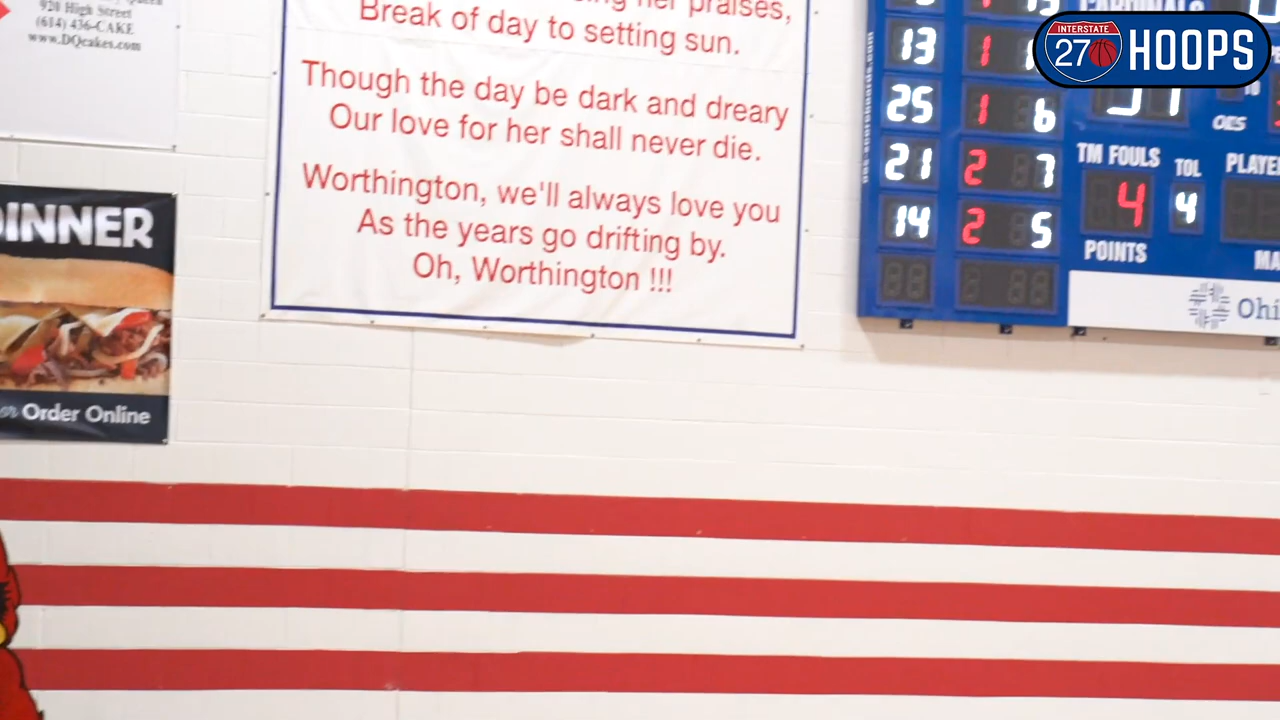 920 High Street
(614) 436-CAKE
www.DQcakes.com
DINNER
Order Online
her praises,
Break of day to setting sun.
Though the day be dark and dreary
Our love for her shall never die.
Worthington, we'll always love you
As the years go drifting by.
Oh, Worthington !!!
13 1
25 1 6
21 2 7
14 2 5
CARDINALS
TM FOULS
TOL
4
4
POINTS
INTERSTATE
27
HOOPS